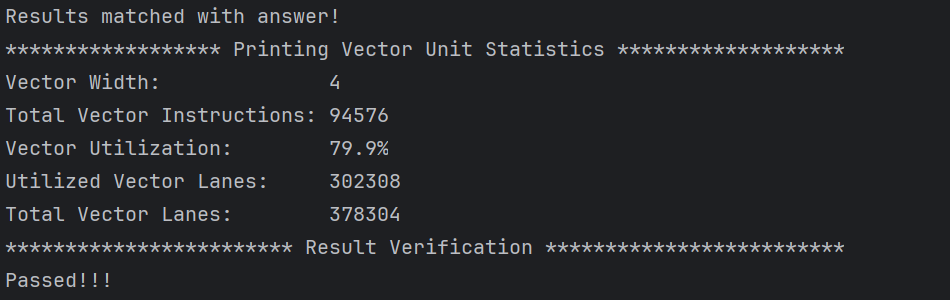 Results matched with answer!
****************** Printing Vector Unit Statistics *******************
Vector Width:              4
Total Vector Instructions: 94576
Vector Utilization:        79.9%
Utilized Vector Lanes:     302308
Total Vector Lanes:        378304
************************ Result Verification *************************
Passed!!!